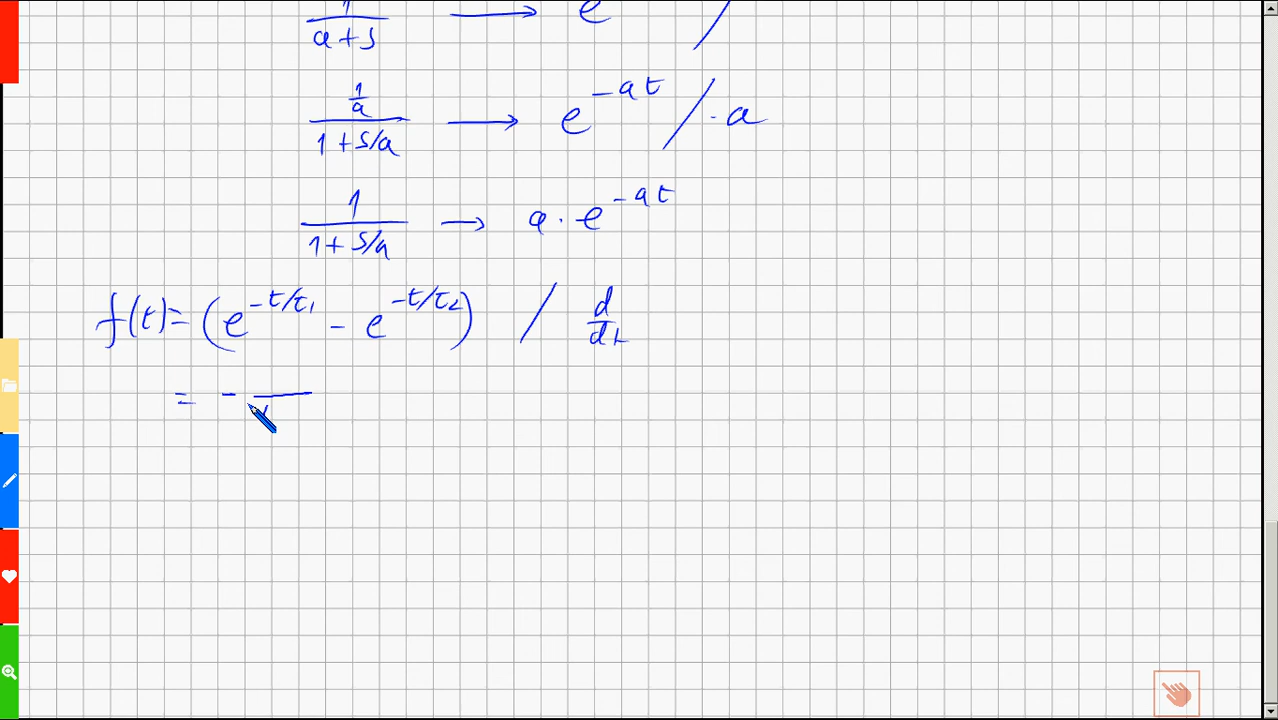 1/(a+s) → e /
(1/a)/(1+s/a) → e^(-at) / · a
1/(1+s/a) → a · e^(-at)
f(t) = (e^(-t/τ1) - e^(-t/τ2)) / d/dt
= -